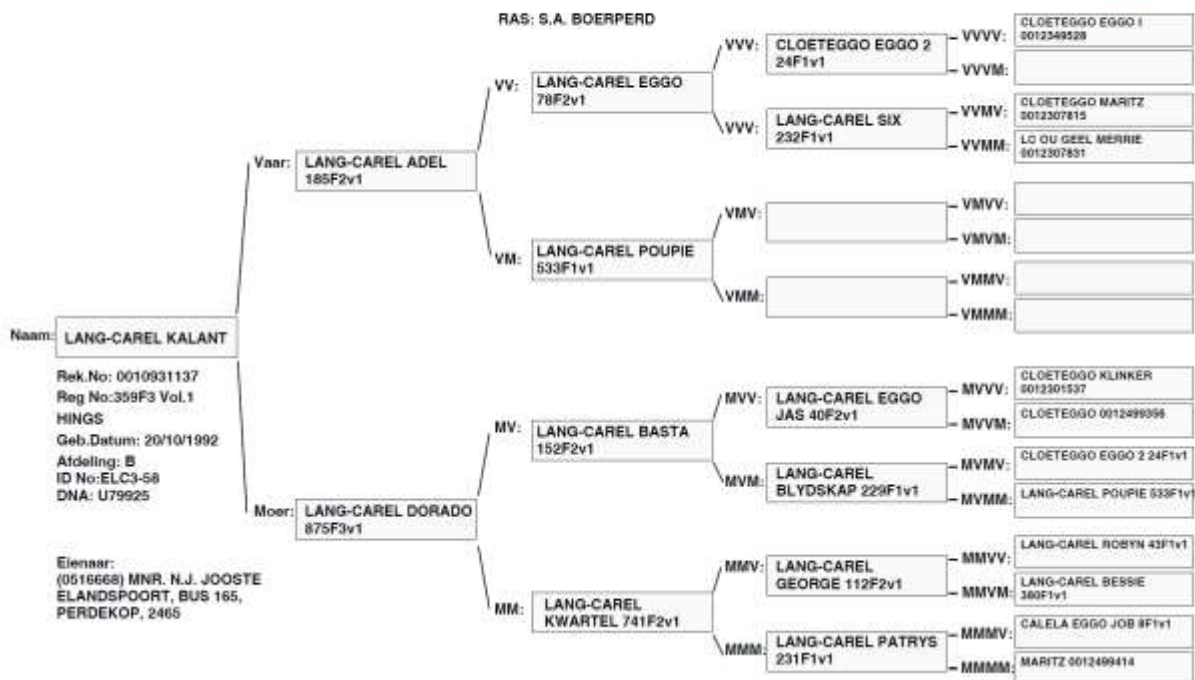 RAS: S.A. BOERPERD
Naam:
LANG-CAREL KALANT
Rek.No: 0010931137
Reg No:359F3 Vol.1
HINGS
Geb.Datum: 20/10/1992
Afdeling: B
ID No:ELC3-58
DNA: U79925
Eienaar:
(0516668) MNR. N.J. JOOSTE
ELANDSPOORT, BUS 165,
PERDEKOP, 2465
Vaar:
LANG-CAREL ADEL
185F2v1
Moer:
LANG-CAREL DORADO
875F3v1
VV:
LANG-CAREL EGGO
78F2v1
VM:
LANG-CAREL POUPIE
533F1v1
MV:
LANG-CAREL BASTA
152F2v1
MM:
LANG-CAREL
KWARTEL 741F2v1
VVV:
CLOETEGGO EGGO 2
24F1v1
VVV:
LANG-CAREL SIX
232F1v1
VMV:
VMM:
MVV:
LANG-CAREL EGGO
JAS 40F2v1
MVM:
LANG-CAREL
BLYDSKAP 229F1v1
MMV:
LANG-CAREL
GEORGE 112F2v1
MMM:
LANG-CAREL PATRYS
231F1v1
VVVV:
CLOETEGGO EGGO I
0012349528
VVVM:
VVMV:
CLOETEGGO MARITZ
0012307815
VVMM:
LC OU GEEL MERRIE
0012307831
VMVV:
VMVM:
VMMV:
VMMM:
MVVV:
CLOETEGGO KLINKER
0012301537
MVVM:
CLOETEGGO 0012499356
MVMV:
CLOETEGGO EGGO 2 24F1v1
MVMM:
LANG-CAREL POUPIE 533F1v1
MMVV:
LANG-CAREL ROBYN 43F1v1
MMVM:
LANG-CAREL BESSIE
380F1v1
MMMV:
CALELA EGGO JOB 8F1v1
MMMM:
MARITZ 0012499414